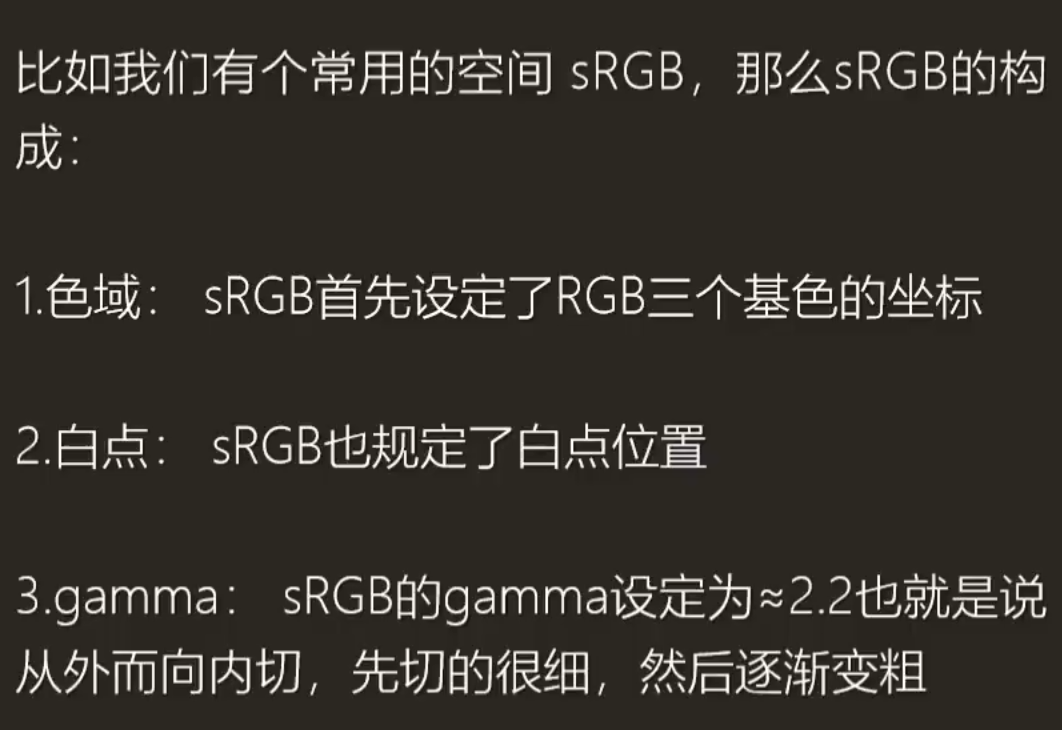 比如我们有个常用的空间 sRGB，那么sRGB的构
成：
1.色域： sRGB首先设定了RGB三个基色的坐标
2.白点： sRGB也规定了白点位置
3.gamma： sRGB的gamma设定为≈2.2也就是说
从外而向内切，先切的很细，然后逐渐变粗